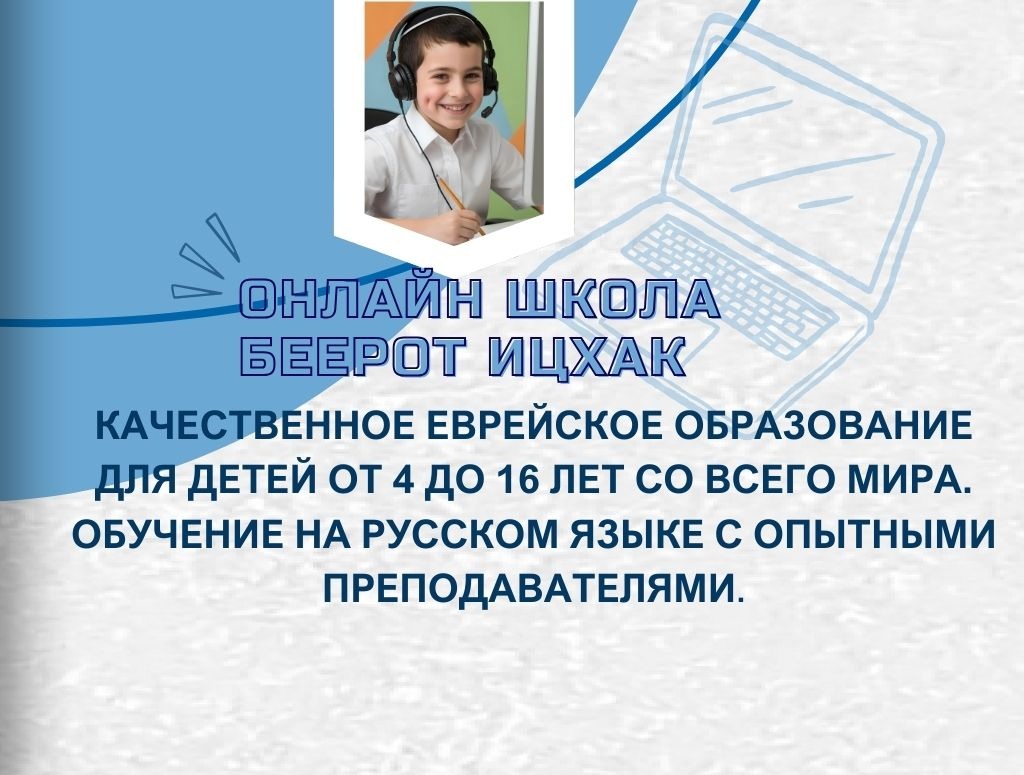 ОНЛАЙН ШКОЛА
БЕЕРОТ ИЦХАК
КАЧЕСТВЕННОЕ ЕВРЕЙСКОЕ ОБРАЗОВАНИЕ
ДЛЯ ДЕТЕЙ ОТ 4 ДО 16 ЛЕТ СО ВСЕГО МИРА.
ОБУЧЕНИЕ НА РУССКОМ ЯЗЫКЕ С ОПЫТНЫМИ
ПРЕПОДАВАТЕЛЯМИ.